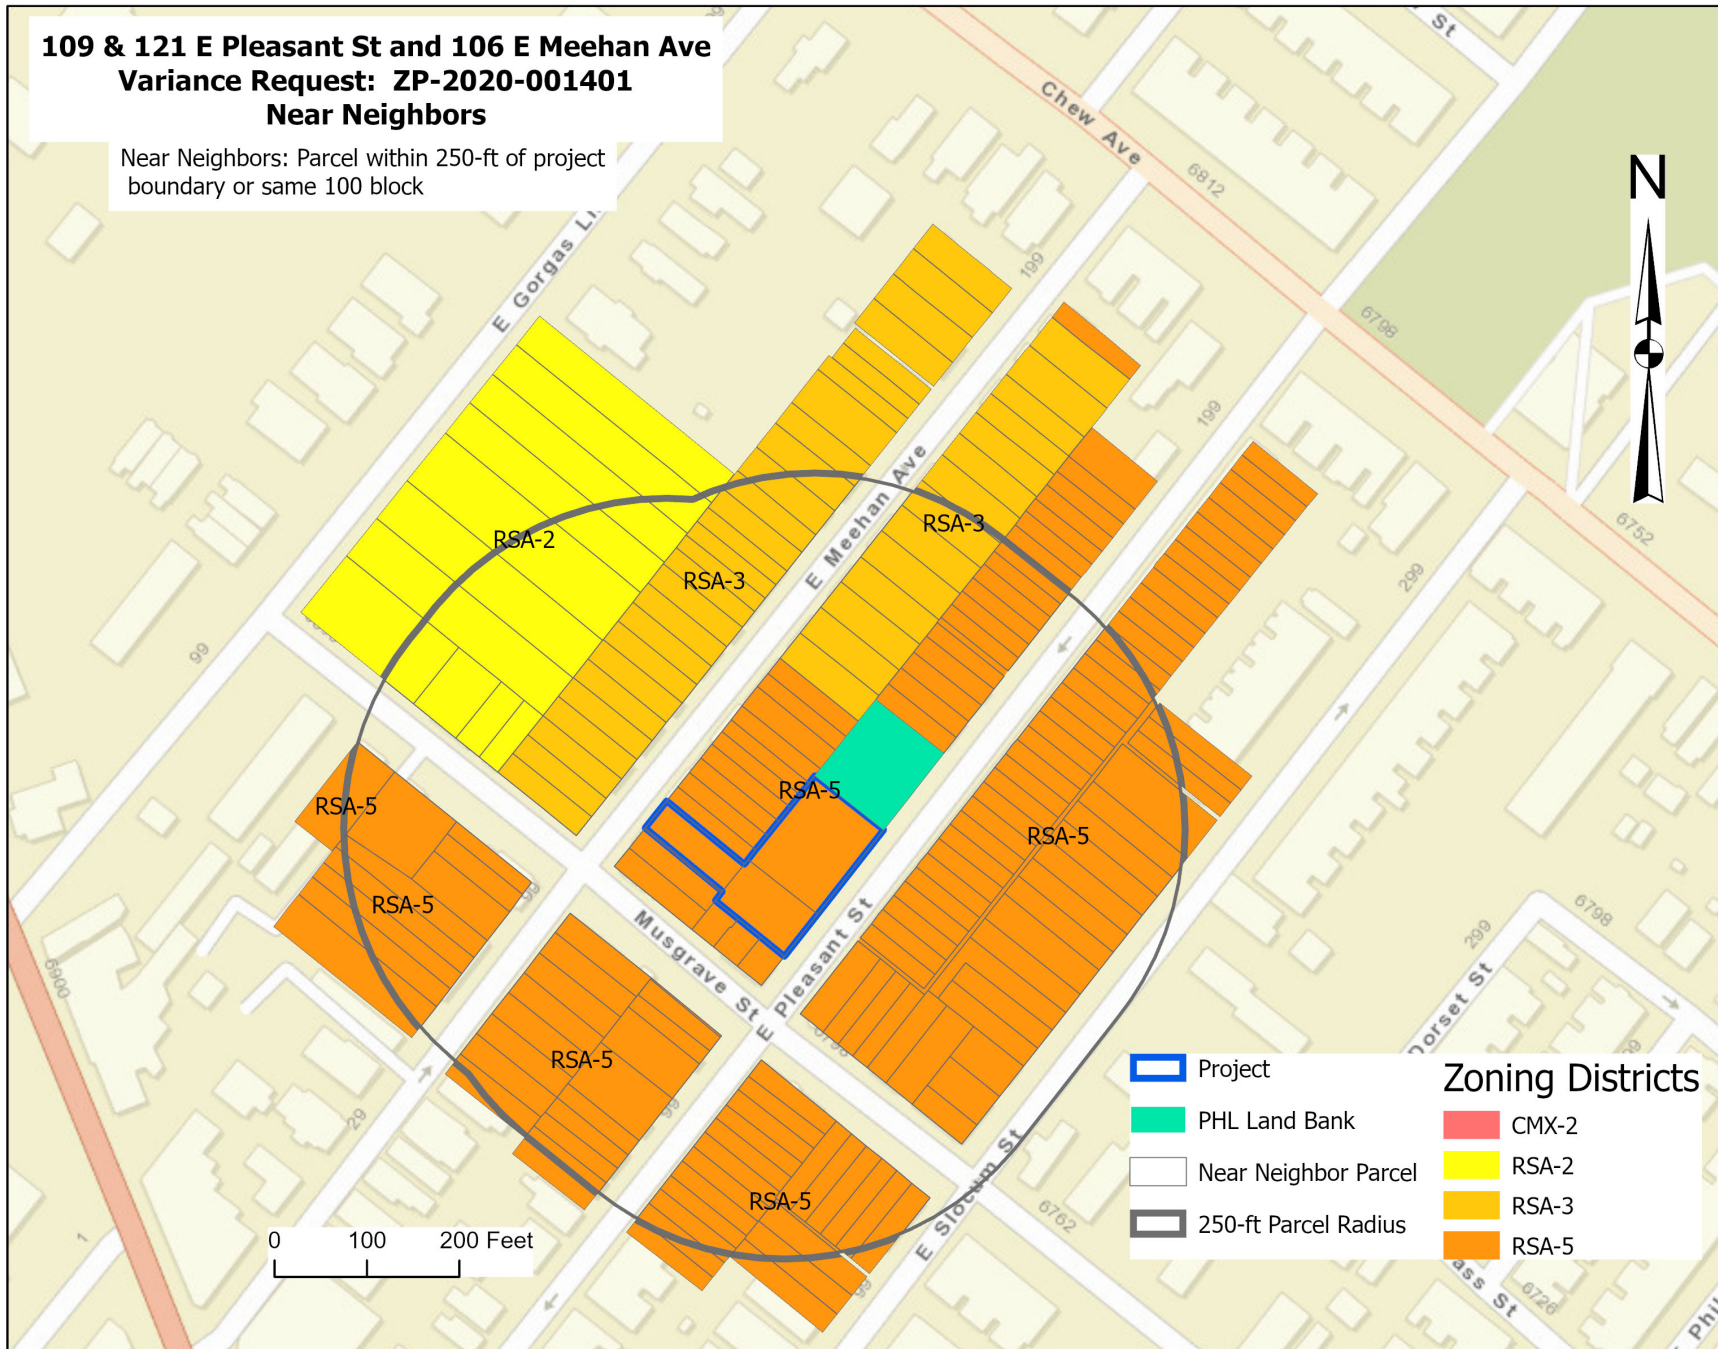 109 & 121 E Pleasant St and 106 E Meehan Ave
Variance Request: ZP-2020-001401
Near Neighbors
Near Neighbors: Parcel within 250-ft of project
boundary or same 100 block
Chew Ave
6812
N
E Gorgas Ln
199
6798
199
E Meehan Ave
RSA-3
RSA-2
RSA-3
6752
299
99
RSA-5
RSA-5
RSA-5
RSA-5
99
6798
299
6900
Musgrave St
E Pleasant St
Dorset St
RSA-5
6798
29
99
RSA-5
E Slocum St
6762
99
1
6726
0 100 200 Feet
Project
PHL Land Bank
Near Neighbor Parcel
250-ft Parcel Radius
Zoning Districts
CMX-2
RSA-2
RSA-3
RSA-5